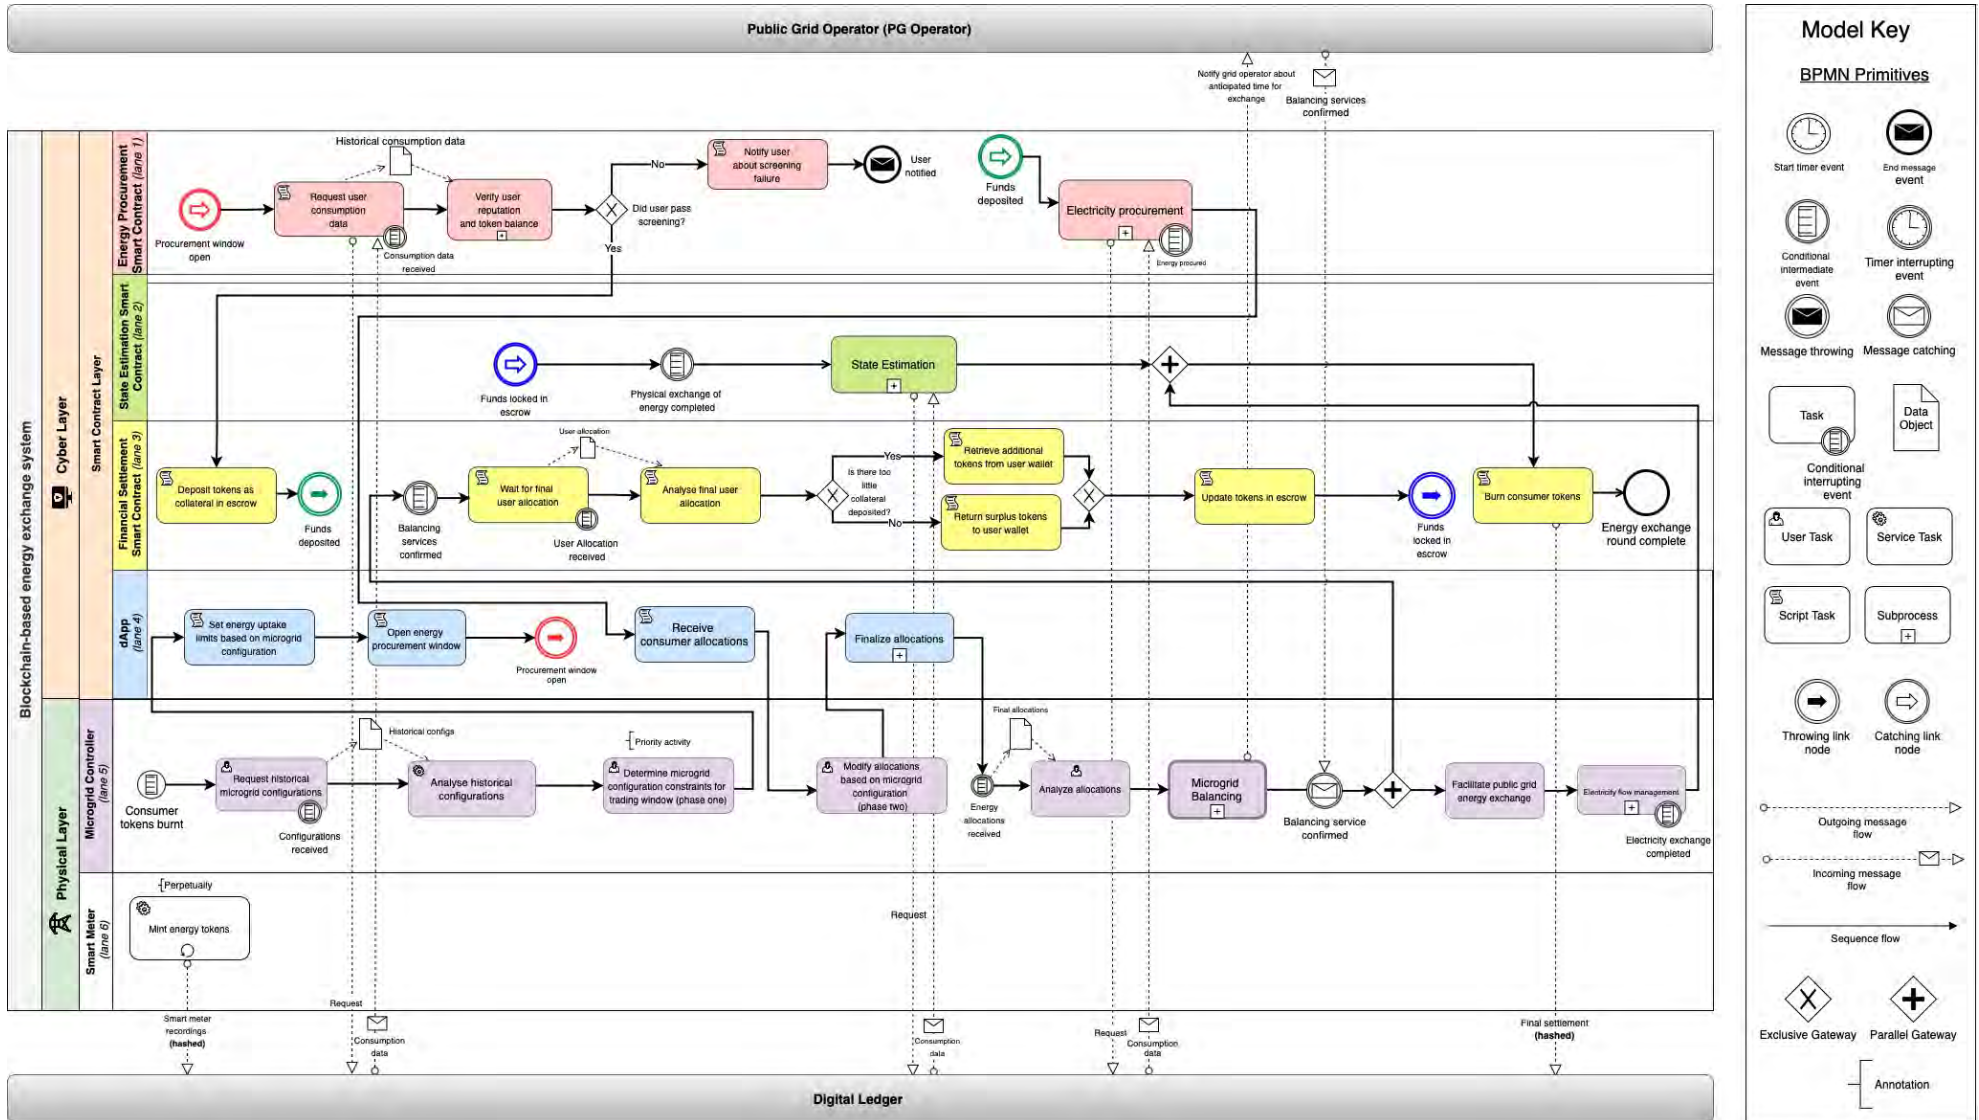 Public Grid Operator (PG Operator)
Notify grid operator about
anticipated time for
exchange
Balancing services
confirmed
Blockchain-based energy exchange system
Cyber Layer
Smart Contract Layer
Energy Procurement
Smart Contract (lane 1)
Procurement window
open
Request user
consumption
data
Historical consumption data
Consumption data
received
Verify user
reputation
and token balance
Did user pass
screening?
No
Yes
Notify user
about screening
failure
User
notified
Funds
deposited
Electricity procurement
Energy procured
State Estimation Smart
Contract (lane 2)
Funds locked in
escrow
Physical exchange of
energy completed
State Estimation
Financial Settlement
Smart Contract (lane 3)
Deposit tokens as
collateral in escrow
Funds
deposited
Balancing
services
confirmed
User allocation
Wait for final
user allocation
User Allocation
received
Analyse final user
allocation
Is there too
little
collateral
deposited?
Yes
No
Retrieve additional
tokens from user wallet
Return surplus tokens
to user wallet
Update tokens in escrow
Funds
locked in
escrow
Burn consumer tokens
Energy exchange
round complete
dApp
(lane 4)
Set energy uptake
limits based on microgrid
configuration
Open energy
procurement window
Procurement window
open
Receive
consumer allocations
Finalize allocations
Physical Layer
Microgrid Controller
(lane 5)
Consumer
tokens burnt
Request historical
microgrid configurations
Configurations
received
Historical configs
Analyse historical
configurations
Priority activity
Determine microgrid
configuration constraints for
trading window (phase one)
Modify allocations
based on microgrid
configuration
(phase two)
Energy
allocations
received
Final allocations
Analyze allocations
Microgrid
Balancing
Balancing service
confirmed
Facilitate public grid
energy exchange
Electricity flow management
Electricity exchange
completed
Smart Meter
(lane 6)
Perpetually
Mint energy tokens
Smart meter
recordings
(hashed)
Request
Consumption
data
Request
Consumption
data
Request
Consumption
data
Final settlement
(hashed)
Digital Ledger
Model Key
BPMN Primitives
Start timer event
End message
event
Conditional
intermediate
event
Timer interrupting
event
Message throwing
Message catching
Task
Data
Object
Conditional
interrupting
event
User Task
Service Task
Script Task
Subprocess
Throwing link
node
Catching link
node
Outgoing message
flow
Incoming message
flow
Sequence flow
Exclusive Gateway
Parallel Gateway
Annotation